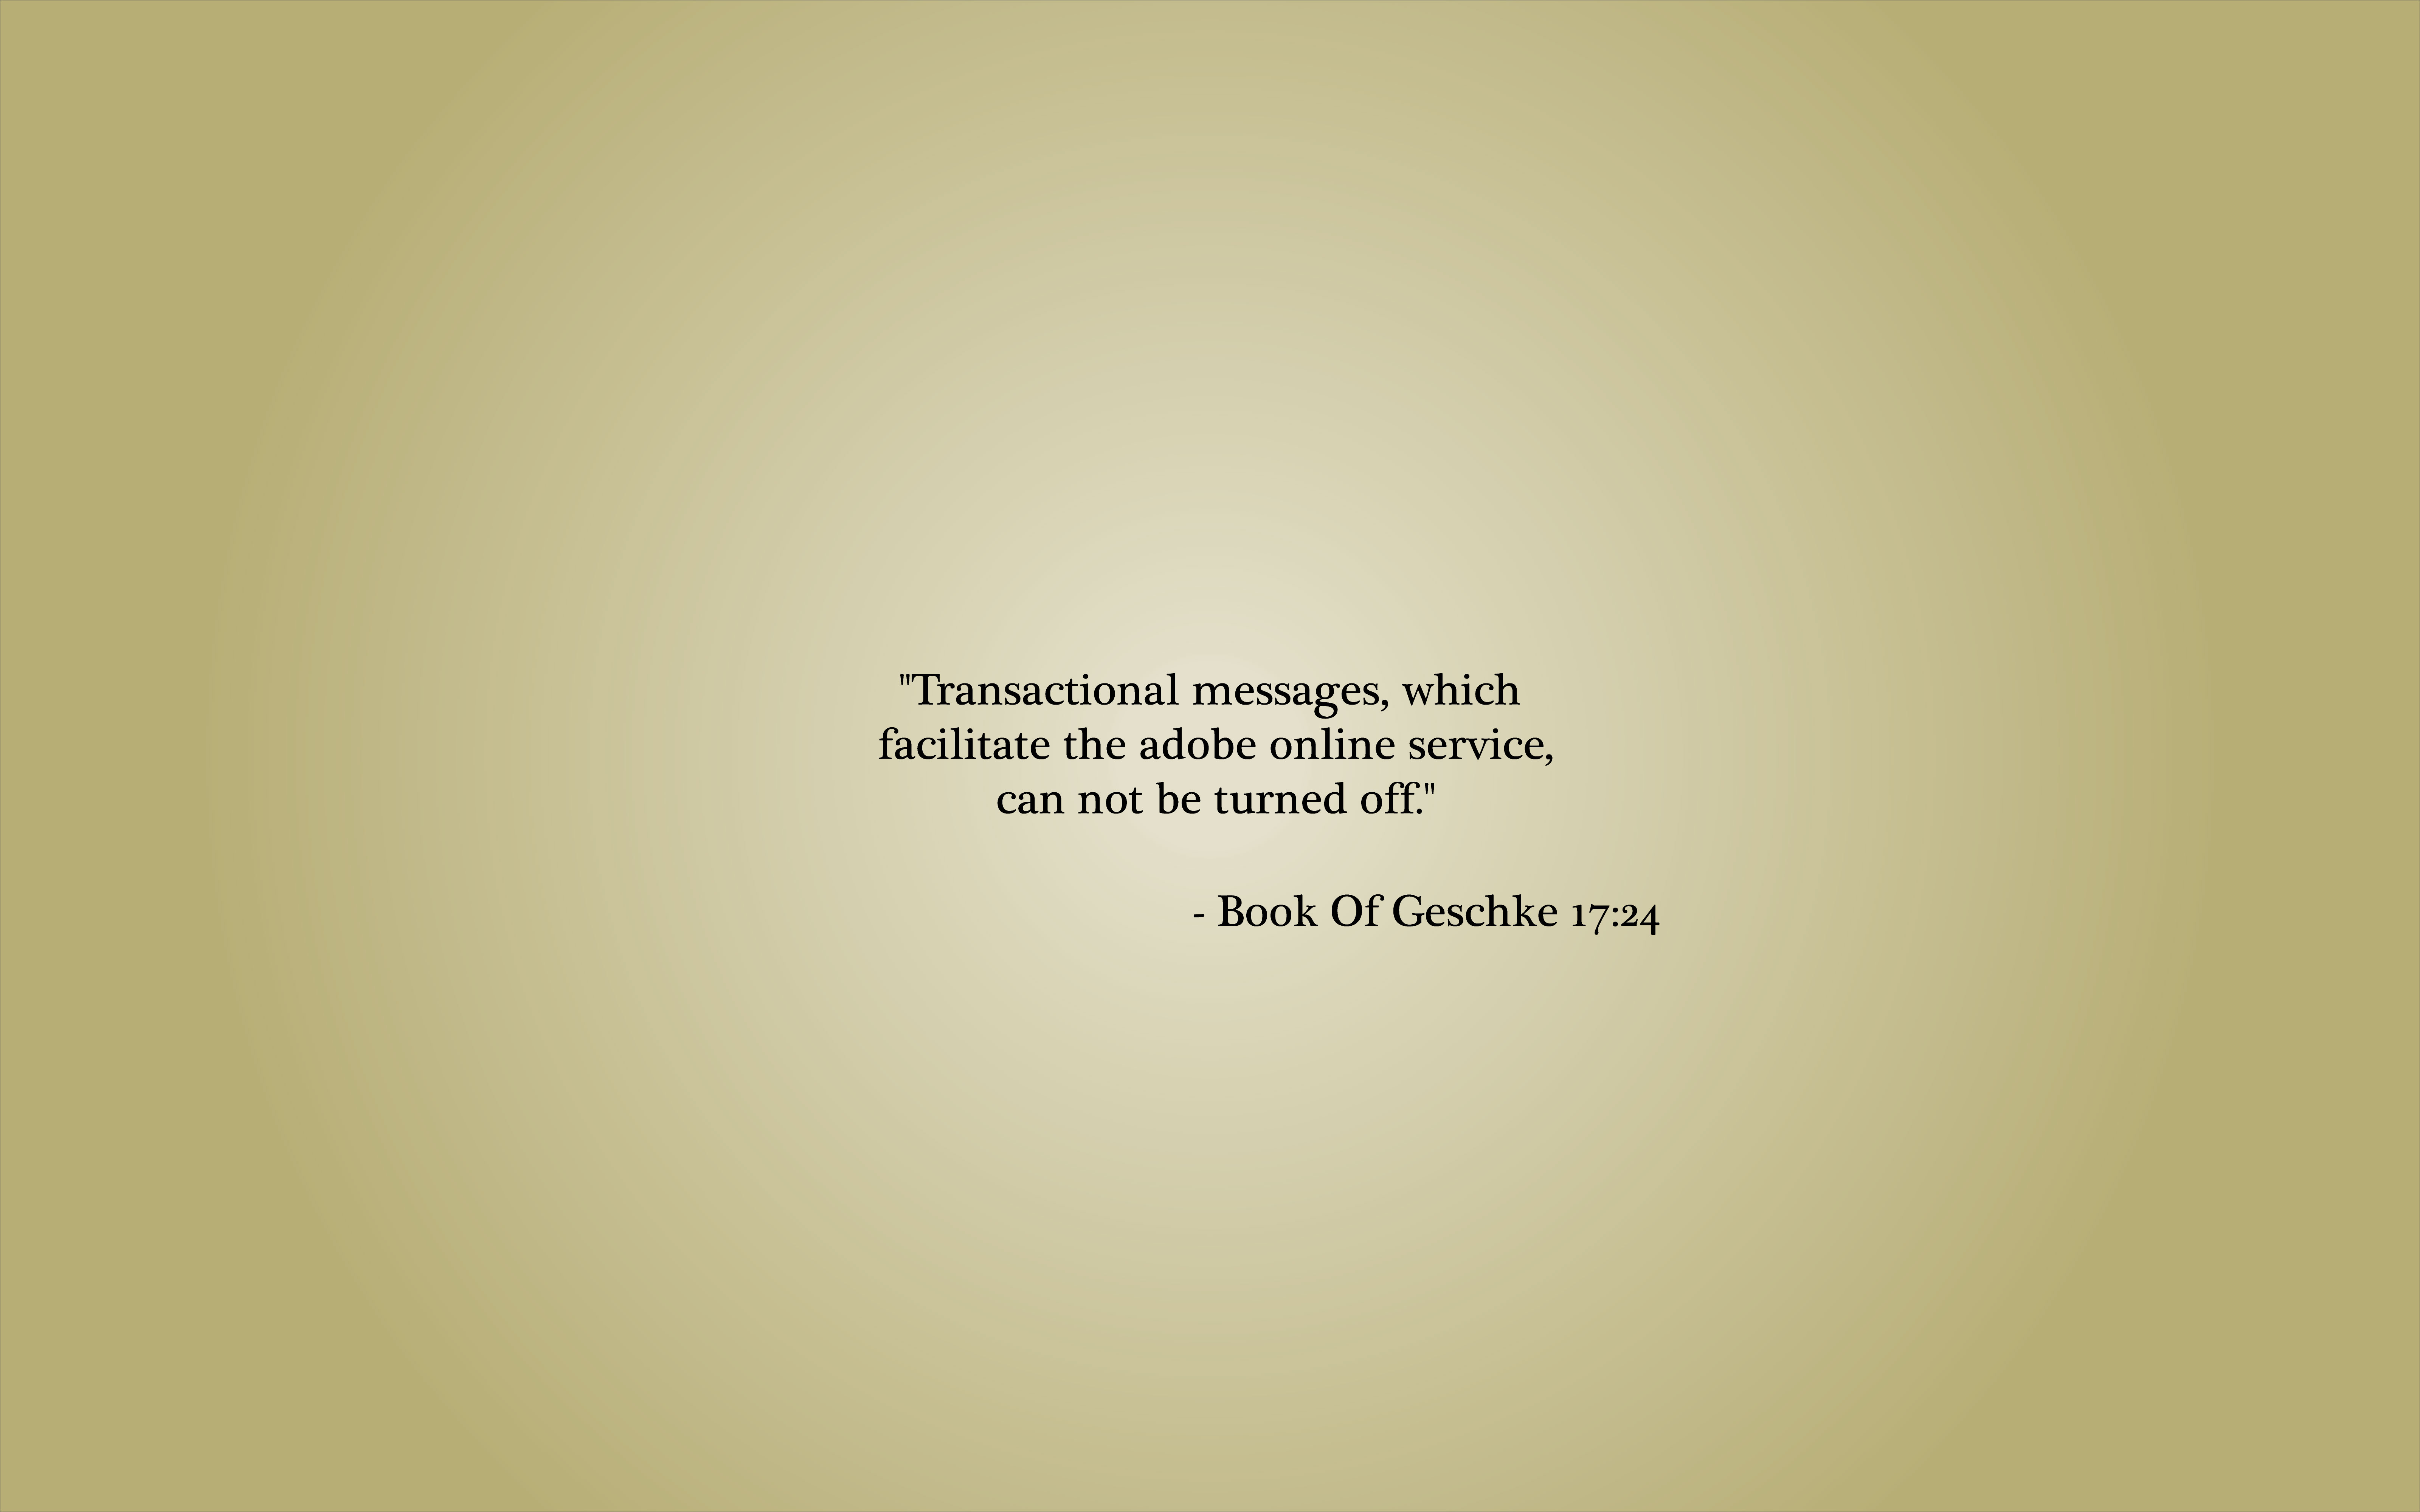 "Transactional messages, which
facilitate the adobe online service,
can not be turned off."
- Book Of Geschke 17:24